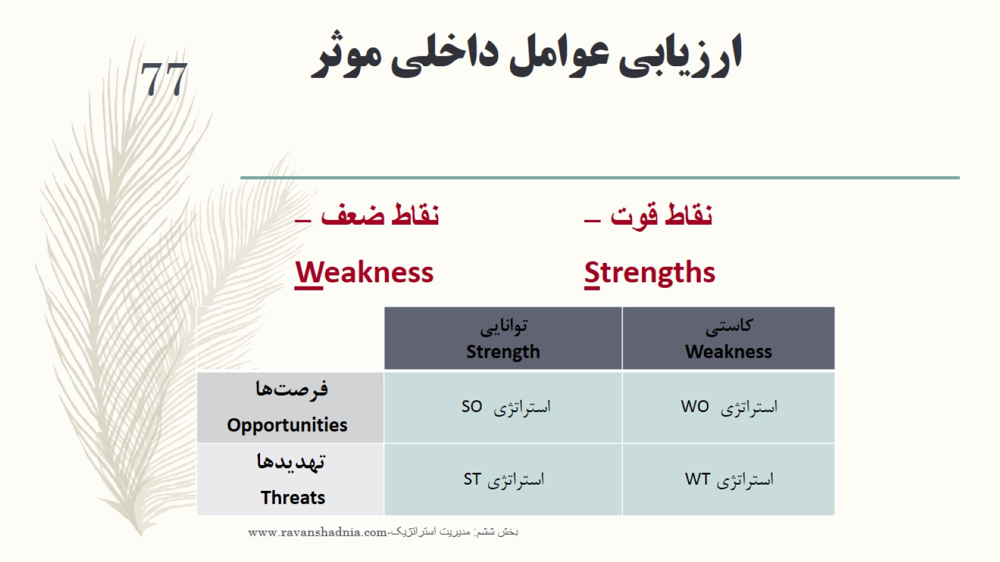 77
ارزیابی عوامل داخلی موثر
نقاط قوت –
Strengths
نقاط ضعف –
Weakness
توانایی
Strength
کاستی
Weakness
فرصت‌ها
Opportunities
استراتژی SO
استراتژی WO
تهدیدها
Threats
استراتژی ST
استراتژی WT
بخش ششم: مدیریت استراتژیک-www.ravanshadnia.com